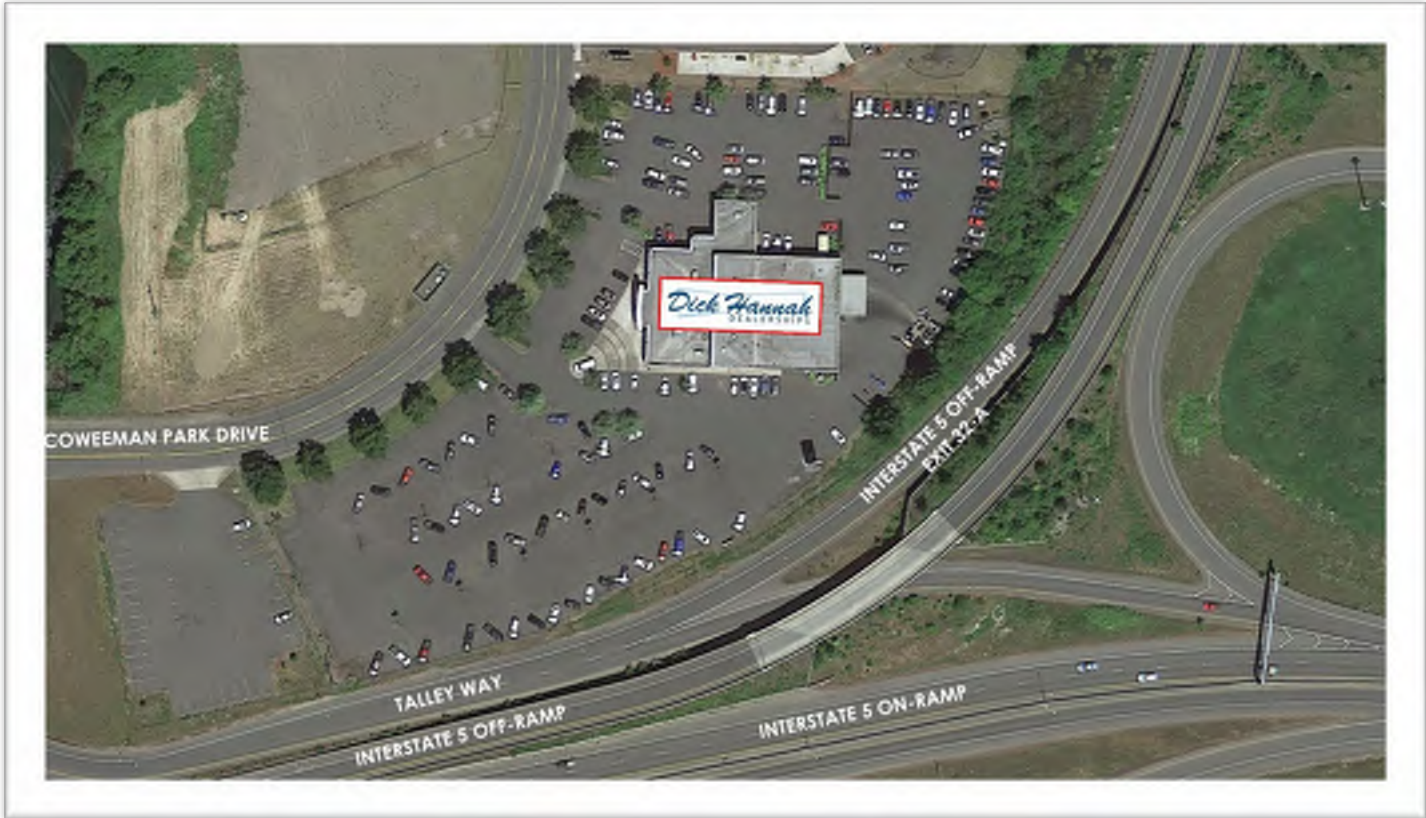 Dick Hannah
DEALERSHIPS
INTERSTATE 5 OFF-RAMP
EXIT 32-A
COWEEMAN PARK DRIVE
TALLEY WAY
INTERSTATE 5 OFF-RAMP
INTERSTATE 5 ON-RAMP